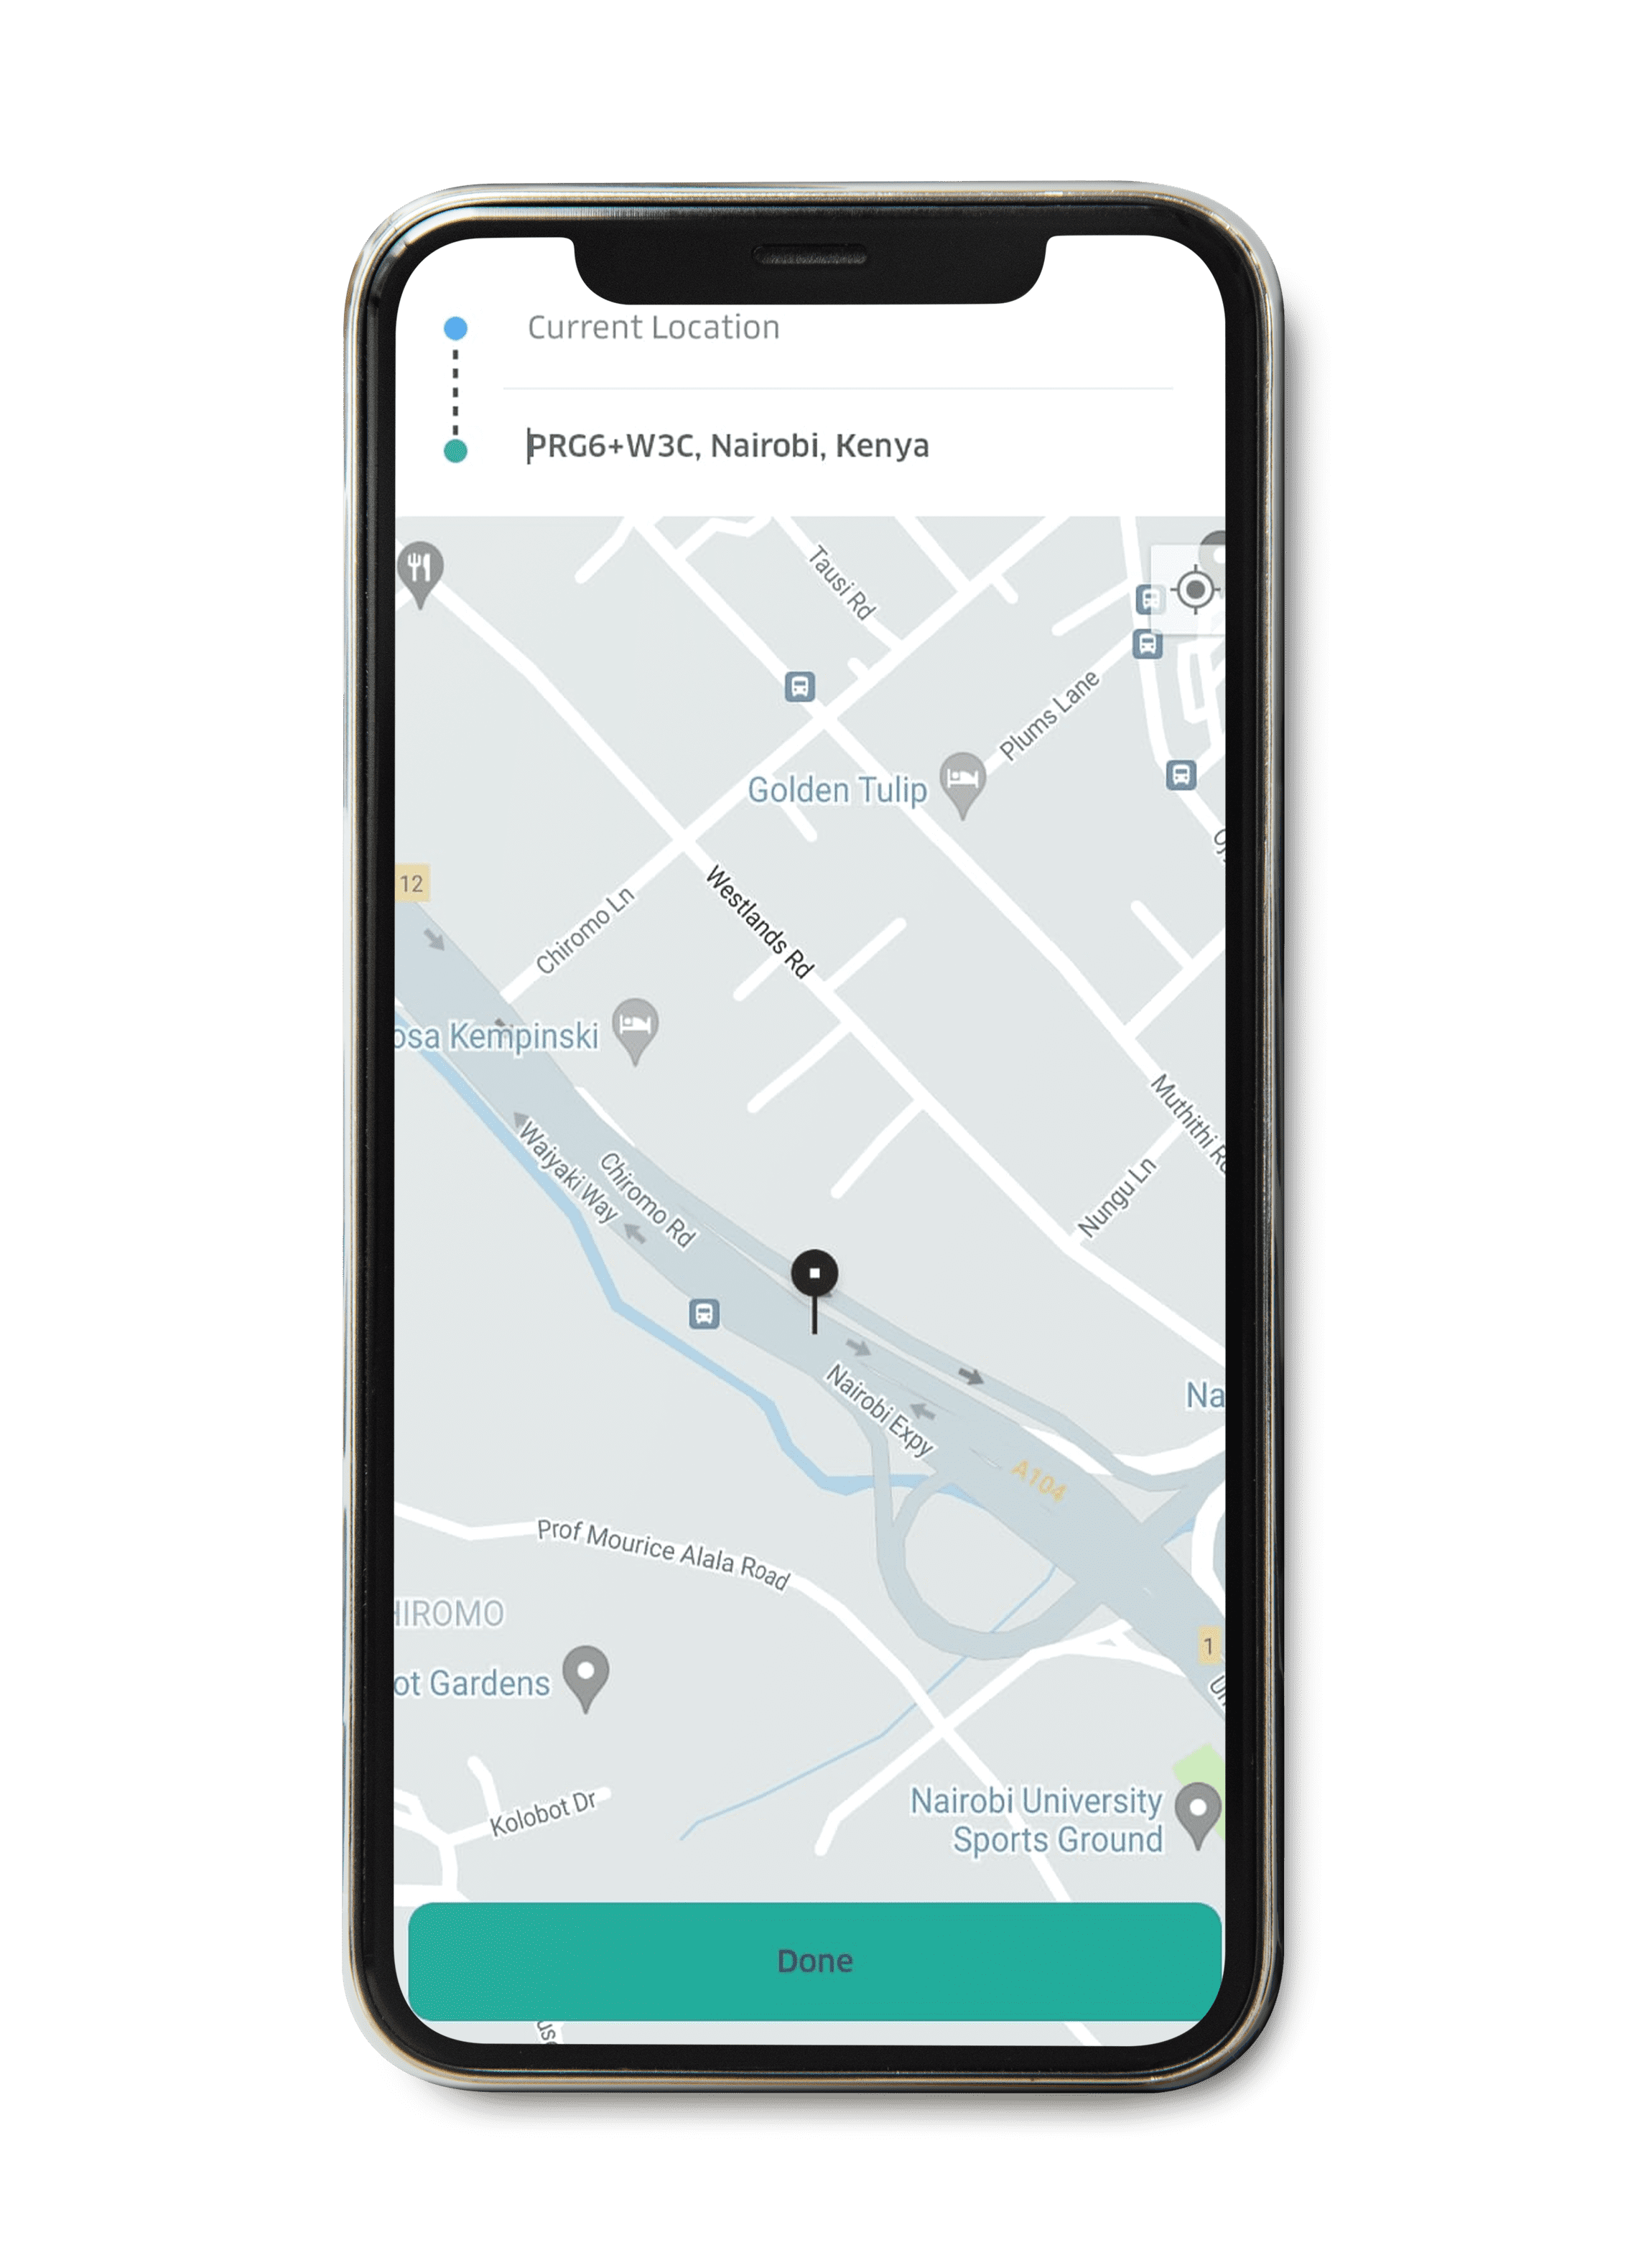 Current Location
PRG6+W3C, Nairobi, Kenya
Tausi Rd
Plums Lane
Golden Tulip
12
Westlands Rd
Chiromo Ln
osa Kempinski
Muthithi Rd
Waiyaki Way
Chiromo Rd
Nungu Ln
Nairobi Expy
Na
A104
Prof Mourice Alala Road
HIROMO
1
ot Gardens
Nairobi University
Sports Ground
Kolobot Dr
Done